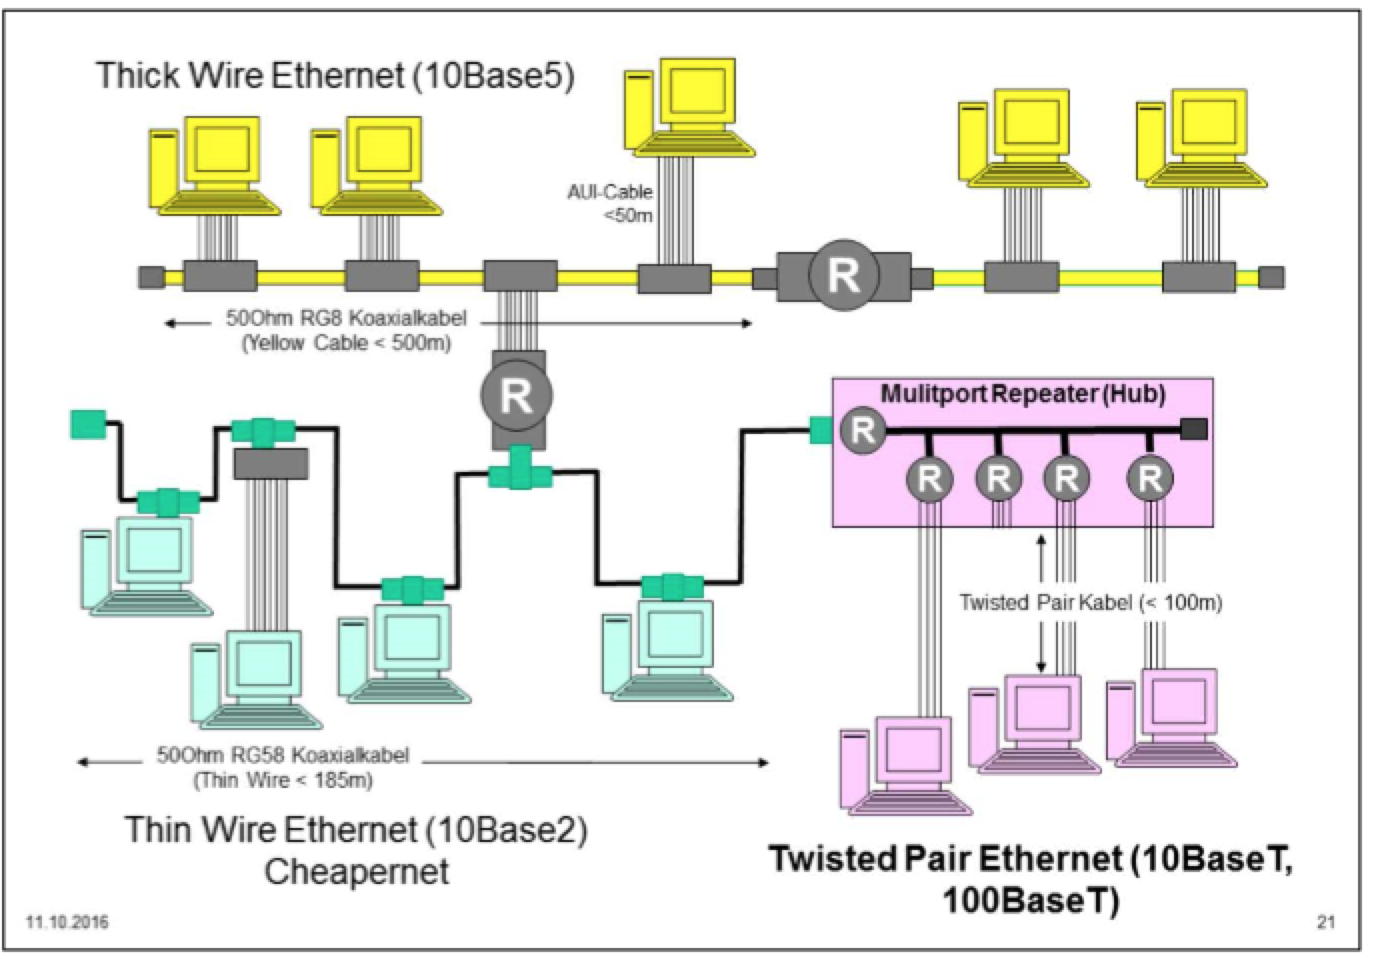 Thick Wire Ethernet (10Base5)
AUI-Cable
<50m
R
50Ohm RG8 Koaxialkabel
(Yellow Cable < 500m)
R
Mulitport Repeater (Hub)
R
R
R
R
R
Twisted Pair Kabel (< 100m)
50Ohm RG58 Koaxialkabel
(Thin Wire < 185m)
Thin Wire Ethernet (10Base2)
Cheapernet
Twisted Pair Ethernet (10BaseT,
100BaseT)
11.10.2016
21